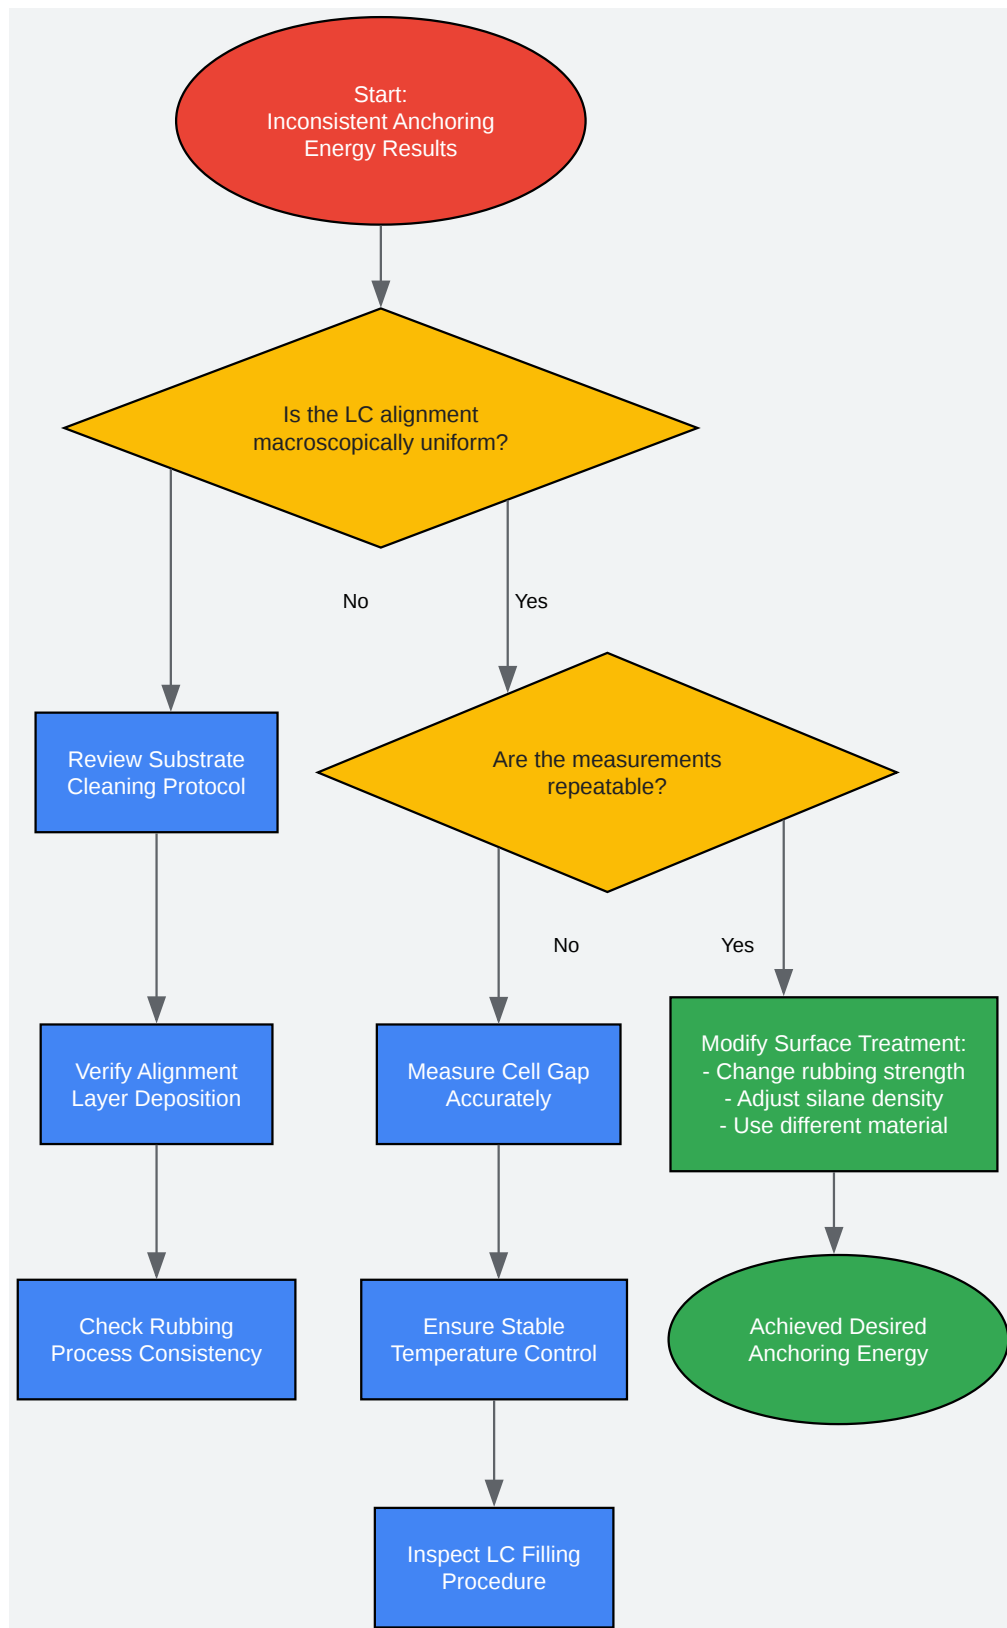 Start:
Inconsistent Anchoring
Energy Results
Is the LC alignment
macroscopically uniform?
No
Yes
Review Substrate
Cleaning Protocol
Are the measurements
repeatable?
No
Yes
Verify Alignment
Layer Deposition
Measure Cell Gap
Accurately
Modify Surface Treatment:
- Change rubbing strength
- Adjust silane density
- Use different material
Check Rubbing
Process Consistency
Ensure Stable
Temperature Control
Achieved Desired
Anchoring Energy
Inspect LC Filling
Procedure